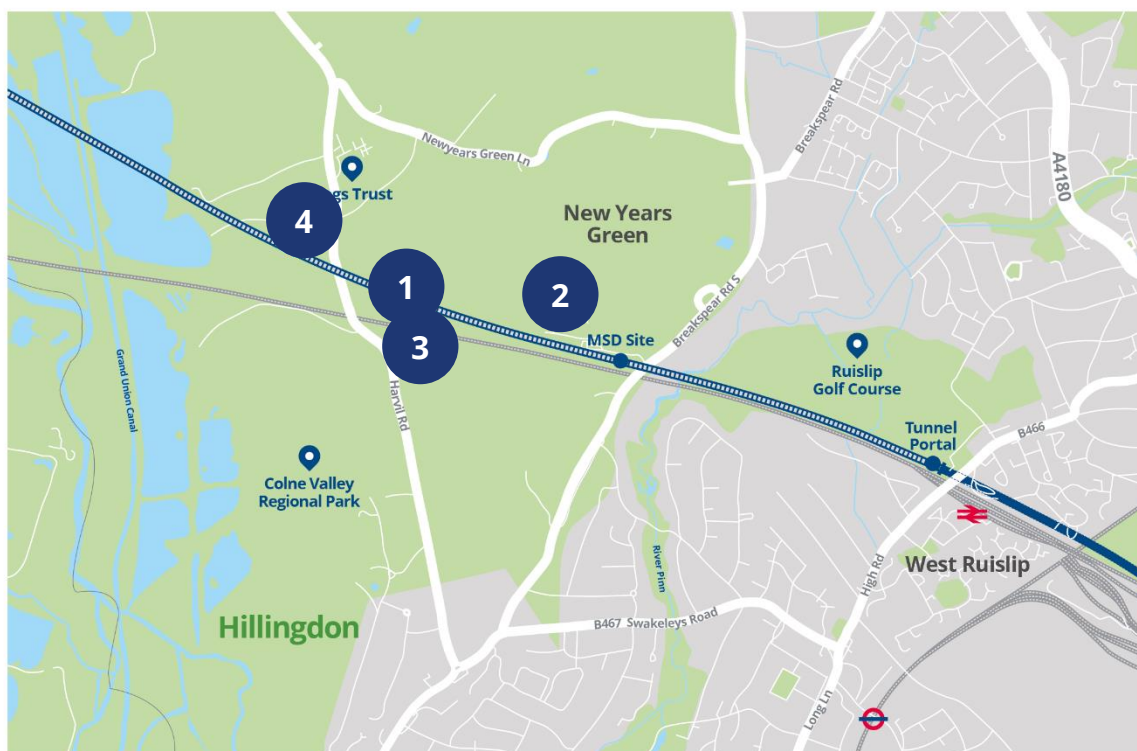 Breakspear Rd
A4180
Newyears Green Ln
Trust
4
New Years
Green
1
2
Breakspear Rd S
3
MSD Site
Ruislip
Golf Course
Grand Union Canal
Harvil Rd
Tunnel
Portal
B466
Colne Valley
Regional Park
River Pinn
High Rd
West Ruislip
Hillingdon
B467 Swakeleys Road
Long Ln